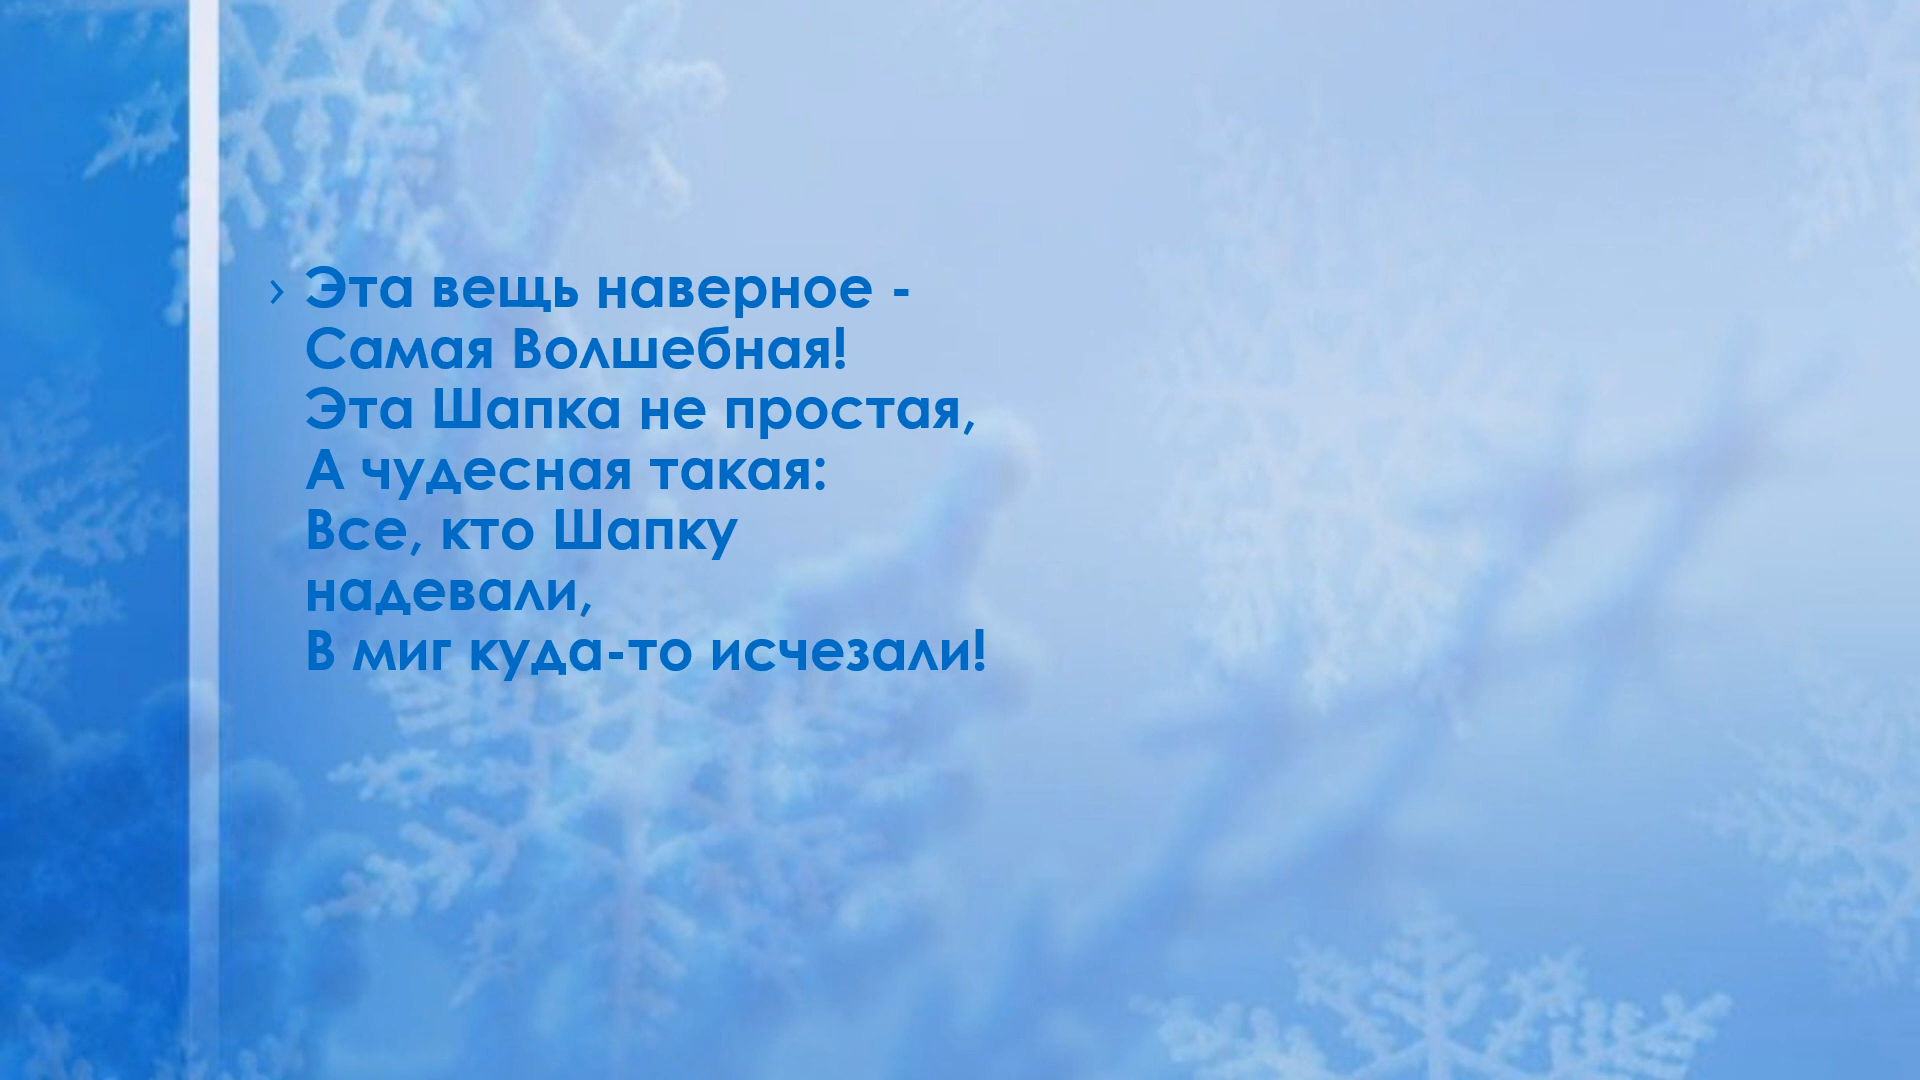 › Эта вещь наверное -
Самая Волшебная!
Эта Шапка не простая,
А чудесная такая:
Все, кто Шапку
надевали,
В миг куда-то исчезали!